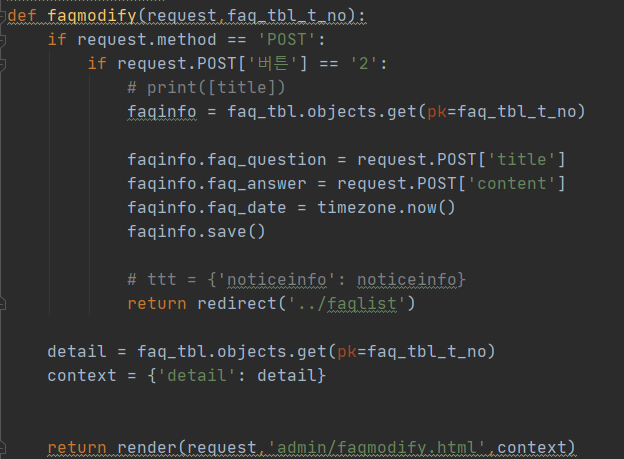 def faqmodify(request,faq_tbl_t_no):
    if request.method == 'POST':
        if request.POST['버튼'] == '2':
            # print([title])
            faqinfo = faq_tbl.objects.get(pk=faq_tbl_t_no)
            faqinfo.faq_question = request.POST['title']
            faqinfo.faq_answer = request.POST['content']
            faqinfo.faq_date = timezone.now()
            faqinfo.save()
            # ttt = {'noticeinfo': noticeinfo}
            return redirect('../faqlist')
    detail = faq_tbl.objects.get(pk=faq_tbl_t_no)
    context = {'detail': detail}
    return render(request,'admin/faqmodify.html',context)